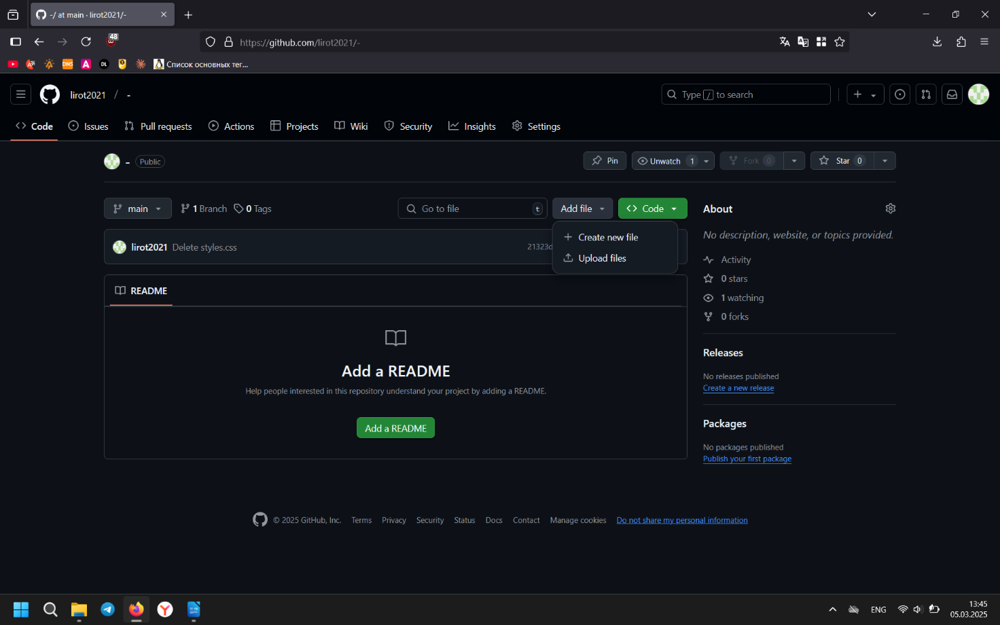 -/ at main · lirot2021/-
48
https://github.com/lirot2021/-
DNS
A
DL
Список основных тег...
lirot2021 / -
Type / to search
Code
Issues
Pull requests
Actions
Projects
Wiki
Security
Insights
Settings
- Public
Pin
Unwatch 1
Fork 0
Star 0
main
1 Branch
0 Tags
Go to file t
Add file
Code
About
Create new file
Upload files
No description, website, or topics provided.
lirot2021 Delete styles.css
21323d
Activity
0 stars
1 watching
0 forks
README
Add a README
Help people interested in this repository understand your project by adding a README.
Add a README
Releases
No releases published
Create a new release
Packages
No packages published
Publish your first package
© 2025 GitHub, Inc. Terms Privacy Security Status Docs Contact Manage cookies Do not share my personal information
ENG
13:45
05.03.2025